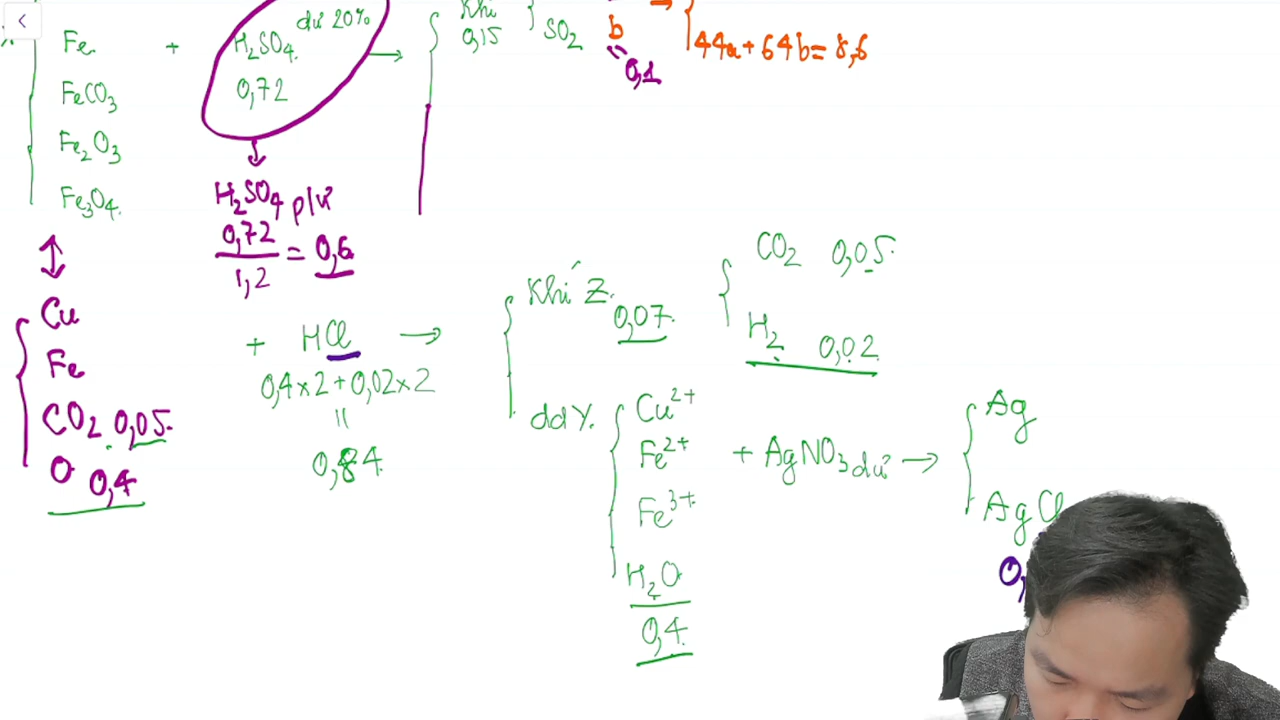 dư 20%
Fe + H₂SO₄ → Khí SO₂ b
0,72 0,15 0,1
44a + 64b = 8,6
FeCO₃
Fe₂O₃
Fe₃O₄
H₂SO₄ p/ư
0,72 / 1,2 = 0,6
Cu
Fe
CO₂ 0,05
O 0,4
+ HCl →
0,4×2 + 0,02×2
=
0,84
Khí Z
0,07
CO₂ 0,05
H₂ 0,02
ddY
Cu²⁺
Fe²⁺
Fe³⁺
H₂O
0,4
+ AgNO₃ dư →
Ag
AgCl
0,